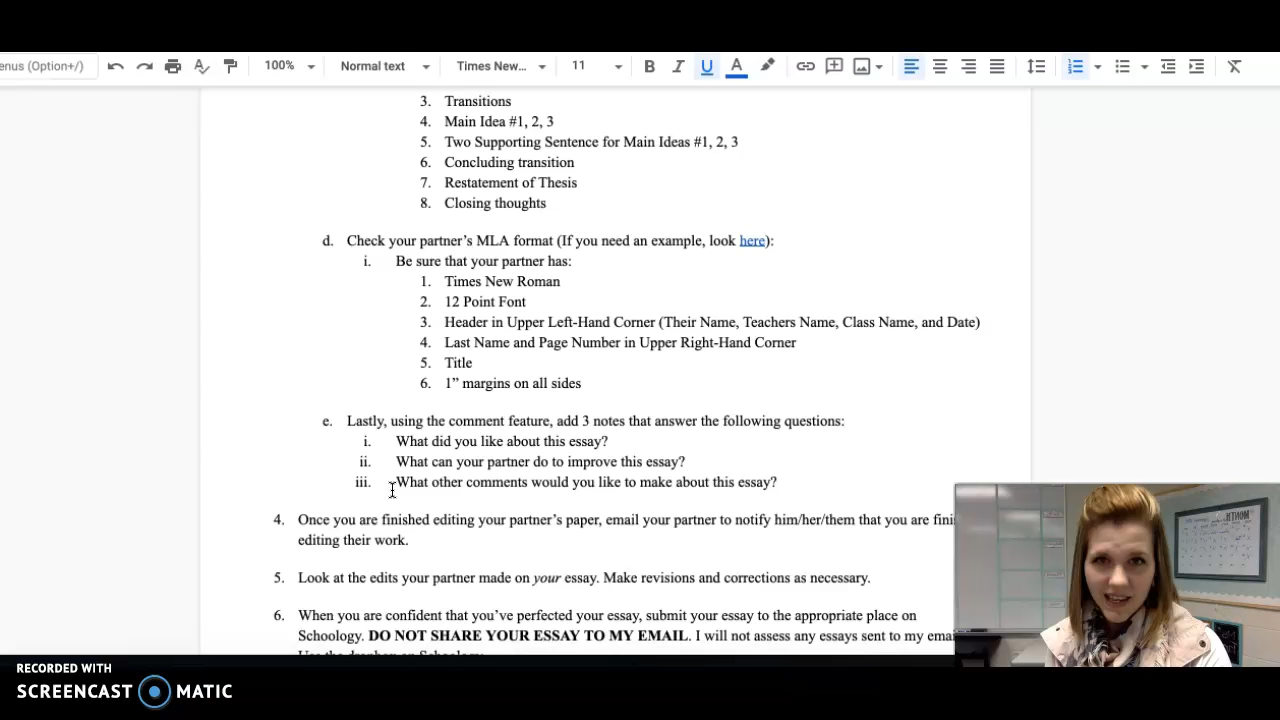 enus (Option+/)
100%
Normal text
Times New...
11
B I U A
3. Transitions
4. Main Idea #1, 2, 3
5. Two Supporting Sentence for Main Ideas #1, 2, 3
6. Concluding transition
7. Restatement of Thesis
8. Closing thoughts
d. Check your partner’s MLA format (If you need an example, look here):
i. Be sure that your partner has:
1. Times New Roman
2. 12 Point Font
3. Header in Upper Left-Hand Corner (Their Name, Teachers Name, Class Name, and Date)
4. Last Name and Page Number in Upper Right-Hand Corner
5. Title
6. 1” margins on all sides
e. Lastly, using the comment feature, add 3 notes that answer the following questions:
i. What did you like about this essay?
ii. What can your partner do to improve this essay?
iii. What other comments would you like to make about this essay?
4. Once you are finished editing your partner’s paper, email your partner to notify him/her/them that you are fini
editing their work.
5. Look at the edits your partner made on your essay. Make revisions and corrections as necessary.
6. When you are confident that you’ve perfected your essay, submit your essay to the appropriate place on
Schoology. DO NOT SHARE YOUR ESSAY TO MY EMAIL. I will not assess any essays sent to my ema
MONTH
RECORDED WITH
SCREENCAST MATIC